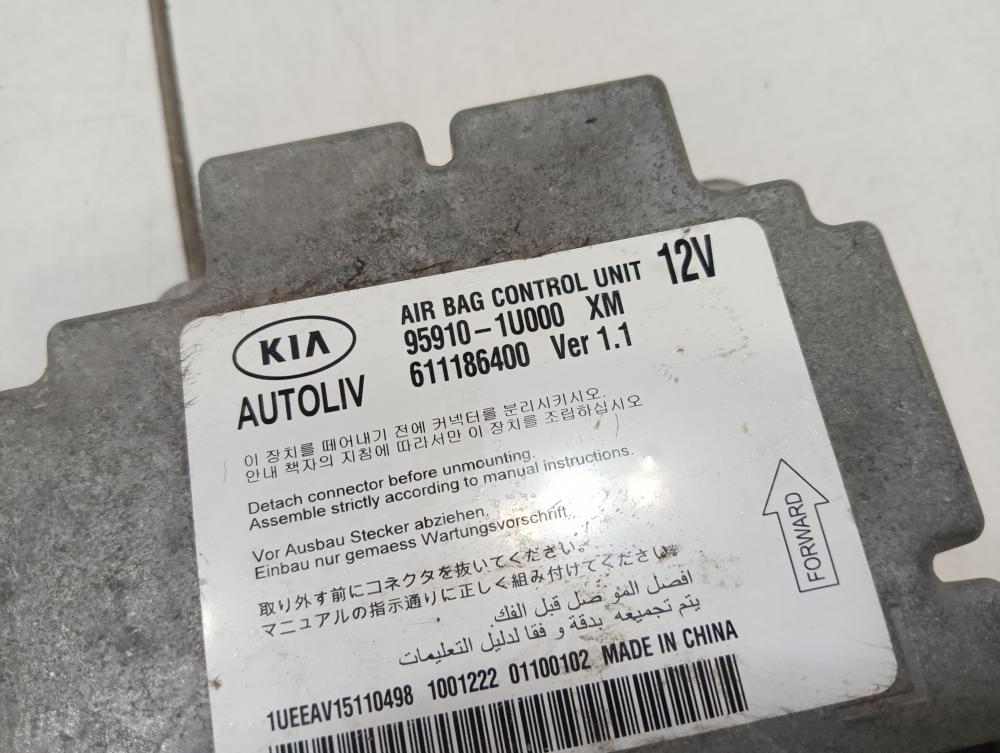 KIA
AUTOLIV
AIR BAG CONTROL UNIT 12V
95910-1U000 XM
611186400 Ver 1.1
이 장치를 떼어내기 전에 커넥터를 분리시키시오.
안내 책자의 지침에 따라서만 이 장치를 조립하십시오
Detach connector before unmounting.
Assemble strictly according to manual instructions.
Vor Ausbau Stecker abziehen.
Einbau nur gemaess Wartungsvorschrift.
取り外す前にコネクタを抜いてください。
マニュアルの指示通りに正しく組み付けてください。
افصل الموصل قبل الفك
يتم تجميعه بدقة و فقا لدليل التعليمات
FORWARD
1UEEAV15110498 1001222 01100102 MADE IN CHINA